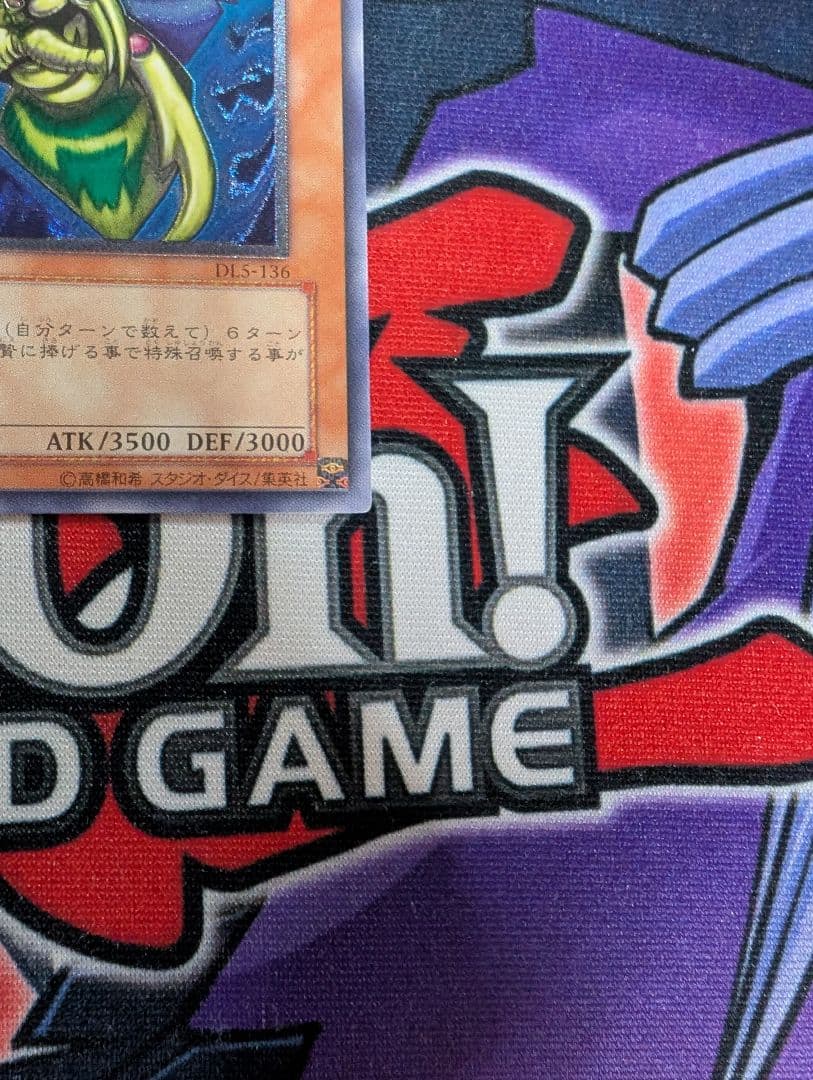 DL5-136
(自分ターンで数えて) 6ターン
贄に捧げる事で特殊召喚する事が
ATK/3500 DEF/3000
©高橋和希 スタジオ・ダイス/集英社
Oh!
D GAME